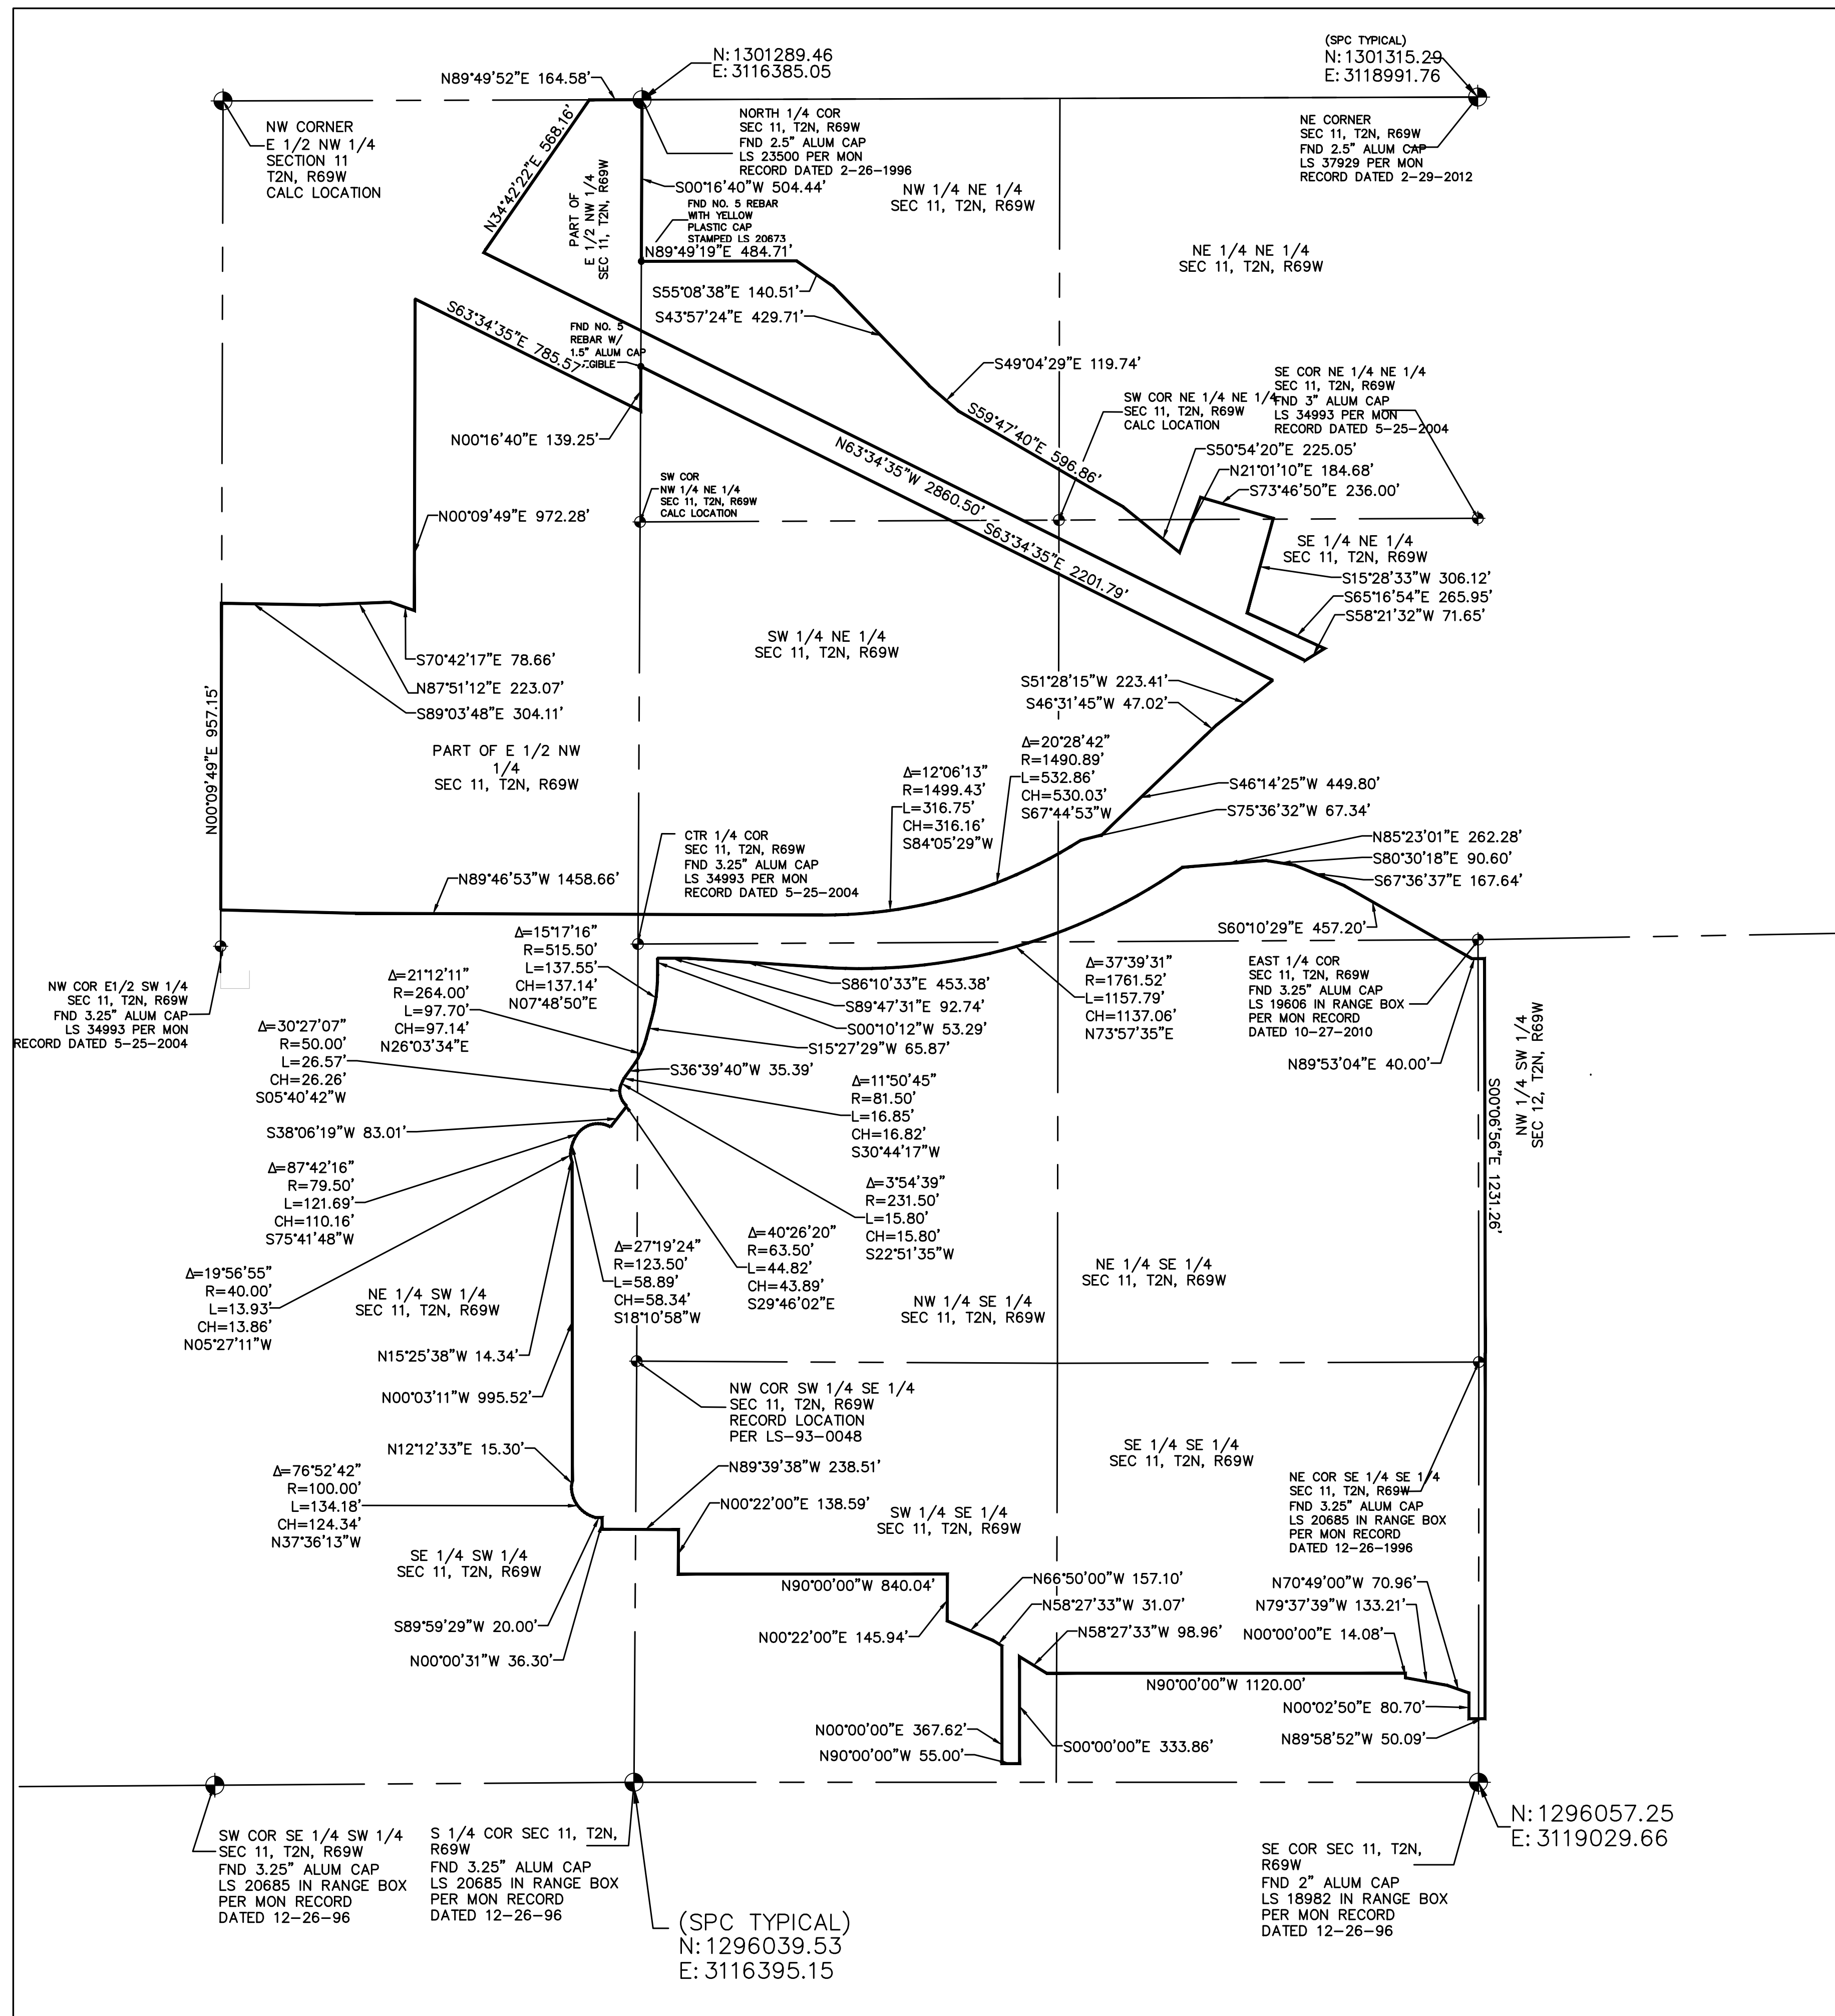 (SPC TYPICAL)
N: 1301315.29
E: 3118991.76
N: 1301289.46
E: 3116385.05
N89°49'52"E 164.58'
NW CORNER
E 1/2 NW 1/4
SECTION 11
T2N, R69W
CALC LOCATION
N34°42'22"E 568.16'
PART OF
E 1/2 NW 1/4
SEC 11, T2N, R69W
NORTH 1/4 COR
SEC 11, T2N, R69W
FND 2.5" ALUM CAP
LS 23500 PER MON
RECORD DATED 2-26-1996
S00°16'40"W 504.44'
FND NO. 5 REBAR
WITH YELLOW
PLASTIC CAP
STAMPED LS 20673
N89°49'19"E 484.71'
NW 1/4 NE 1/4
SEC 11, T2N, R69W
NE CORNER
SEC 11, T2N, R69W
FND 2.5" ALUM CAP
LS 37929 PER MON
RECORD DATED 2-29-2012
NE 1/4 NE 1/4
SEC 11, T2N, R69W
S55°08'38"E 140.51'
S43°57'24"E 429.71'
S63°34'35"E 785.57'
FND NO. 5
REBAR W/
1.5" ALUM CAP
EGIBLE
S49°04'29"E 119.74'
SW COR NE 1/4 NE 1/4
SEC 11, T2N, R69W
CALC LOCATION
SE COR NE 1/4 NE 1/4
SEC 11, T2N, R69W
FND 3" ALUM CAP
LS 34993 PER MON
RECORD DATED 5-25-2004
N00°16'40"E 139.25'
S59°47'40"E 596.86'
N63°34'35"W 2860.50'
S63°34'35"E 2201.79'
S50°54'20"E 225.05'
N21°01'10"E 184.68'
S73°46'50"E 236.00'
SW COR
NW 1/4 NE 1/4
SEC 11, T2N, R69W
CALC LOCATION
N00°09'49"E 972.28'
SE 1/4 NE 1/4
SEC 11, T2N, R69W
S15°28'33"W 306.12'
S65°16'54"E 265.95'
S58°21'32"W 71.65'
SW 1/4 NE 1/4
SEC 11, T2N, R69W
S70°42'17"E 78.66'
N87°51'12"E 223.07'
S89°03'48"E 304.11'
N00°09'49"E 957.15'
PART OF E 1/2 NW
1/4
SEC 11, T2N, R69W
S51°28'15"W 223.41'
S46°31'45"W 47.02'
Δ=20°28'42"
R=1490.89'
L=532.86'
CH=530.03'
S67°44'53"W
Δ=12°06'13"
R=1499.43'
L=316.75'
CH=316.16'
S84°05'29"W
S46°14'25"W 449.80'
S75°36'32"W 67.34'
N85°23'01"E 262.28'
S80°30'18"E 90.60'
S67°36'37"E 167.64'
S60°10'29"E 457.20'
CTR 1/4 COR
SEC 11, T2N, R69W
FND 3.25" ALUM CAP
LS 34993 PER MON
RECORD DATED 5-25-2004
N89°46'53"W 1458.66'
Δ=15°17'16"
R=515.50'
L=137.55'
CH=137.14'
N07°48'50"E
Δ=21°12'11"
R=264.00'
L=97.70'
CH=97.14'
N26°03'34"E
NW COR E1/2 SW 1/4
SEC 11, T2N, R69W
FND 3.25" ALUM CAP
LS 34993 PER MON
RECORD DATED 5-25-2004
Δ=30°27'07"
R=50.00'
L=26.57'
CH=26.26'
S05°40'42"W
S86°10'33"E 453.38'
S89°47'31"E 92.74'
S00°10'12"W 53.29'
S15°27'29"W 65.87'
S36°39'40"W 35.39'
Δ=37°39'31"
R=1761.52'
L=1157.79'
CH=1137.06'
N73°57'35"E
EAST 1/4 COR
SEC 11, T2N, R69W
FND 3.25" ALUM CAP
LS 19606 IN RANGE BOX
PER MON RECORD
DATED 10-27-2010
N89°53'04"E 40.00'
NW 1/4 SW 1/4
SEC 12, T2N, R69W
S00°06'56"E 1231.26'
S38°06'19"W 83.01'
Δ=11°50'45"
R=81.50'
L=16.85'
CH=16.82'
S30°44'17"W
Δ=87°42'16"
R=79.50'
L=121.69'
CH=110.16'
S75°41'48"W
Δ=3°54'39"
R=231.50'
L=15.80'
CH=15.80'
S22°51'35"W
Δ=40°26'20"
R=63.50'
L=44.82'
CH=43.89'
S29°46'02"E
Δ=27°19'24"
R=123.50'
L=58.89'
CH=58.34'
S18°10'58"W
Δ=19°56'55"
R=40.00'
L=13.93'
CH=13.86'
N05°27'11"W
NE 1/4 SW 1/4
SEC 11, T2N, R69W
NE 1/4 SE 1/4
SEC 11, T2N, R69W
NW 1/4 SE 1/4
SEC 11, T2N, R69W
N15°25'38"W 14.34'
N00°03'11"W 995.52'
NW COR SW 1/4 SE 1/4
SEC 11, T2N, R69W
RECORD LOCATION
PER LS-93-0048
N12°12'33"E 15.30'
Δ=76°52'42"
R=100.00'
L=134.18'
CH=124.34'
N37°36'13"W
N89°39'38"W 238.51'
N00°22'00"E 138.59'
SE 1/4 SE 1/4
SEC 11, T2N, R69W
NE COR SE 1/4 SE 1/4
SEC 11, T2N, R69W
FND 3.25" ALUM CAP
LS 20685 IN RANGE BOX
PER MON RECORD
DATED 12-26-1996
SW 1/4 SE 1/4
SEC 11, T2N, R69W
SE 1/4 SW 1/4
SEC 11, T2N, R69W
N90°00'00"W 840.04'
N66°50'00"W 157.10'
N58°27'33"W 31.07'
N58°27'33"W 98.96'
N70°49'00"W 70.96'
N79°37'39"W 133.21'
N00°00'00"E 14.08'
S89°59'29"W 20.00'
N00°00'31"W 36.30'
N00°22'00"E 145.94'
N90°00'00"W 1120.00'
N00°02'50"E 80.70'
N89°58'52"W 50.09'
N00°00'00"E 367.62'
N90°00'00"W 55.00'
S00°00'00"E 333.86'
N: 1296057.25
E: 3119029.66
SW COR SE 1/4 SW 1/4
SEC 11, T2N, R69W
FND 3.25" ALUM CAP
LS 20685 IN RANGE BOX
PER MON RECORD
DATED 12-26-96
S 1/4 COR SEC 11, T2N,
R69W
FND 3.25" ALUM CAP
LS 20685 IN RANGE BOX
PER MON RECORD
DATED 12-26-96
SE COR SEC 11, T2N,
R69W
FND 2" ALUM CAP
LS 18982 IN RANGE BOX
PER MON RECORD
DATED 12-26-96
(SPC TYPICAL)
N: 1296039.53
E: 3116395.15